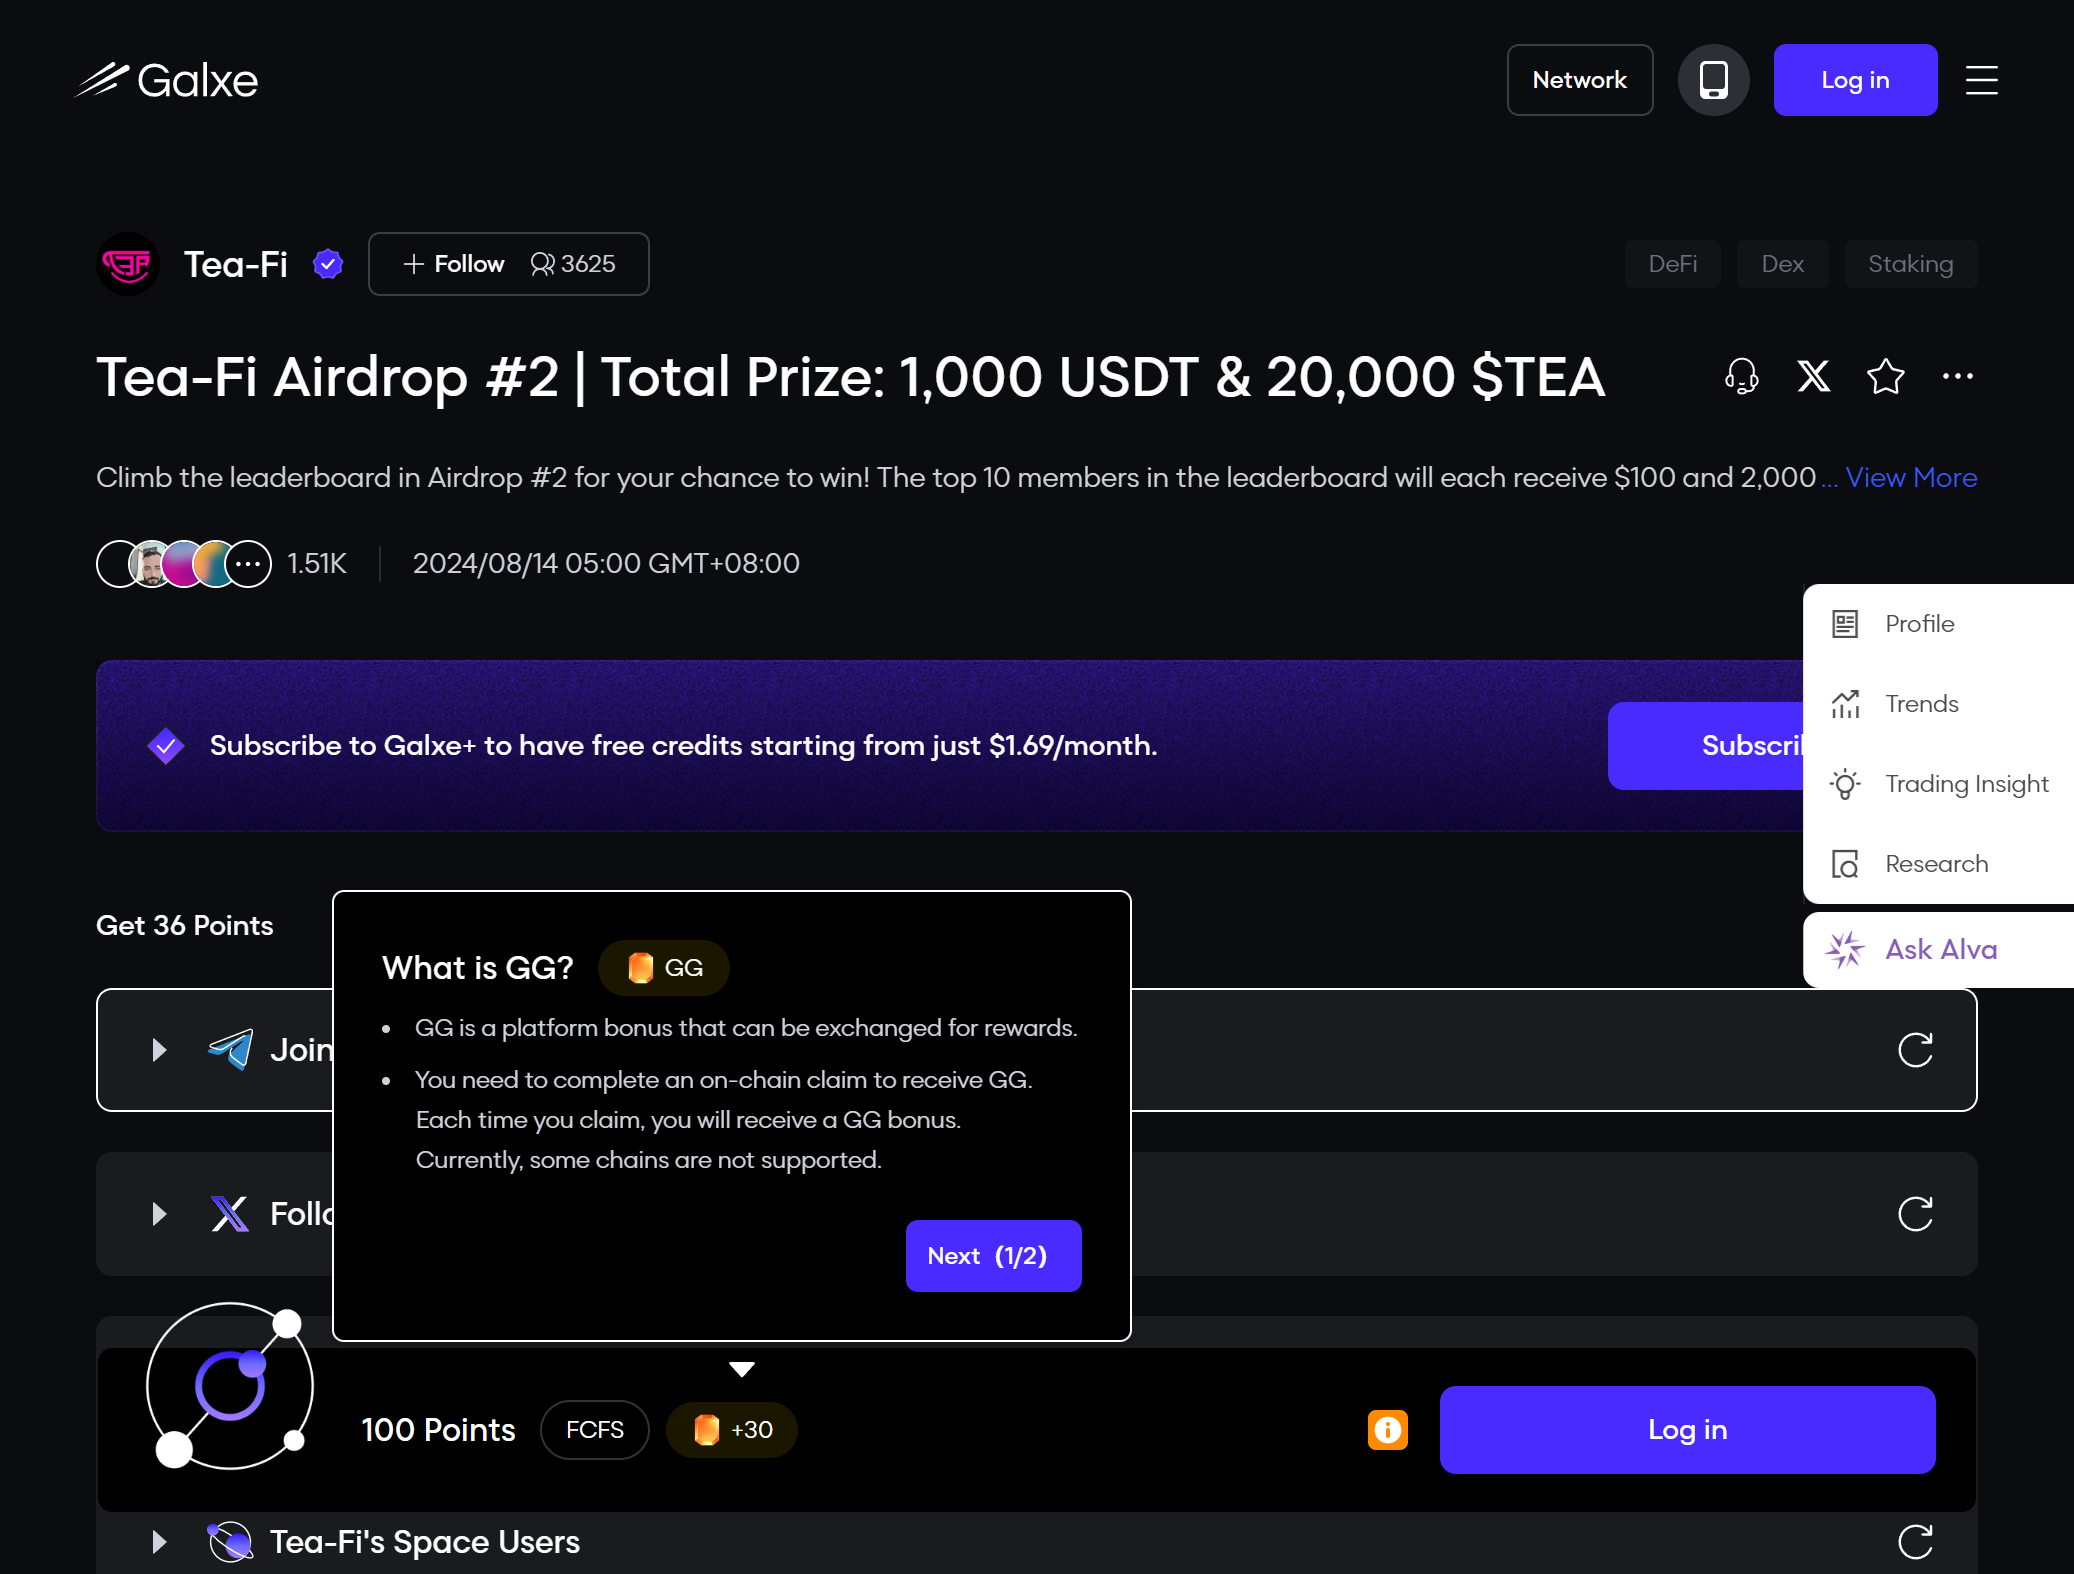 Galxe
Network
Log in
Tea-Fi
Follow 3625
DeFi
Dex
Staking
Tea-Fi Airdrop #2 | Total Prize: 1,000 USDT & 20,000 $TEA
Climb the leaderboard in Airdrop #2 for your chance to win! The top 10 members in the leaderboard will each receive $100 and 2,000 ... View More
1.51K
2024/08/14 05:00 GMT+08:00
Profile
Trends
Trading Insight
Research
Ask Alva
Subscribe to Galxe+ to have free credits starting from just $1.69/month.
Get 36 Points
What is GG?
GG
• GG is a platform bonus that can be exchanged for rewards.
• You need to complete an on-chain claim to receive GG.
Each time you claim, you will receive a GG bonus.
Currently, some chains are not supported.
Next (1/2)
Join
100 Points
FCFS
+30
Log in
Tea-Fi's Space Users